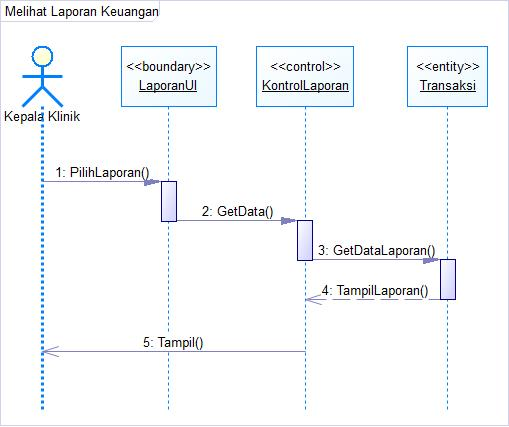 Melihat Laporan Keuangan
<<boundary>>
LaporanUI
<<control>>
KontrolLaporan
<<entity>>
Transaksi
Kepala Klinik
1: PilihLaporan()
2: GetData()
3: GetDataLaporan()
4: TampilLaporan()
5: Tampil()